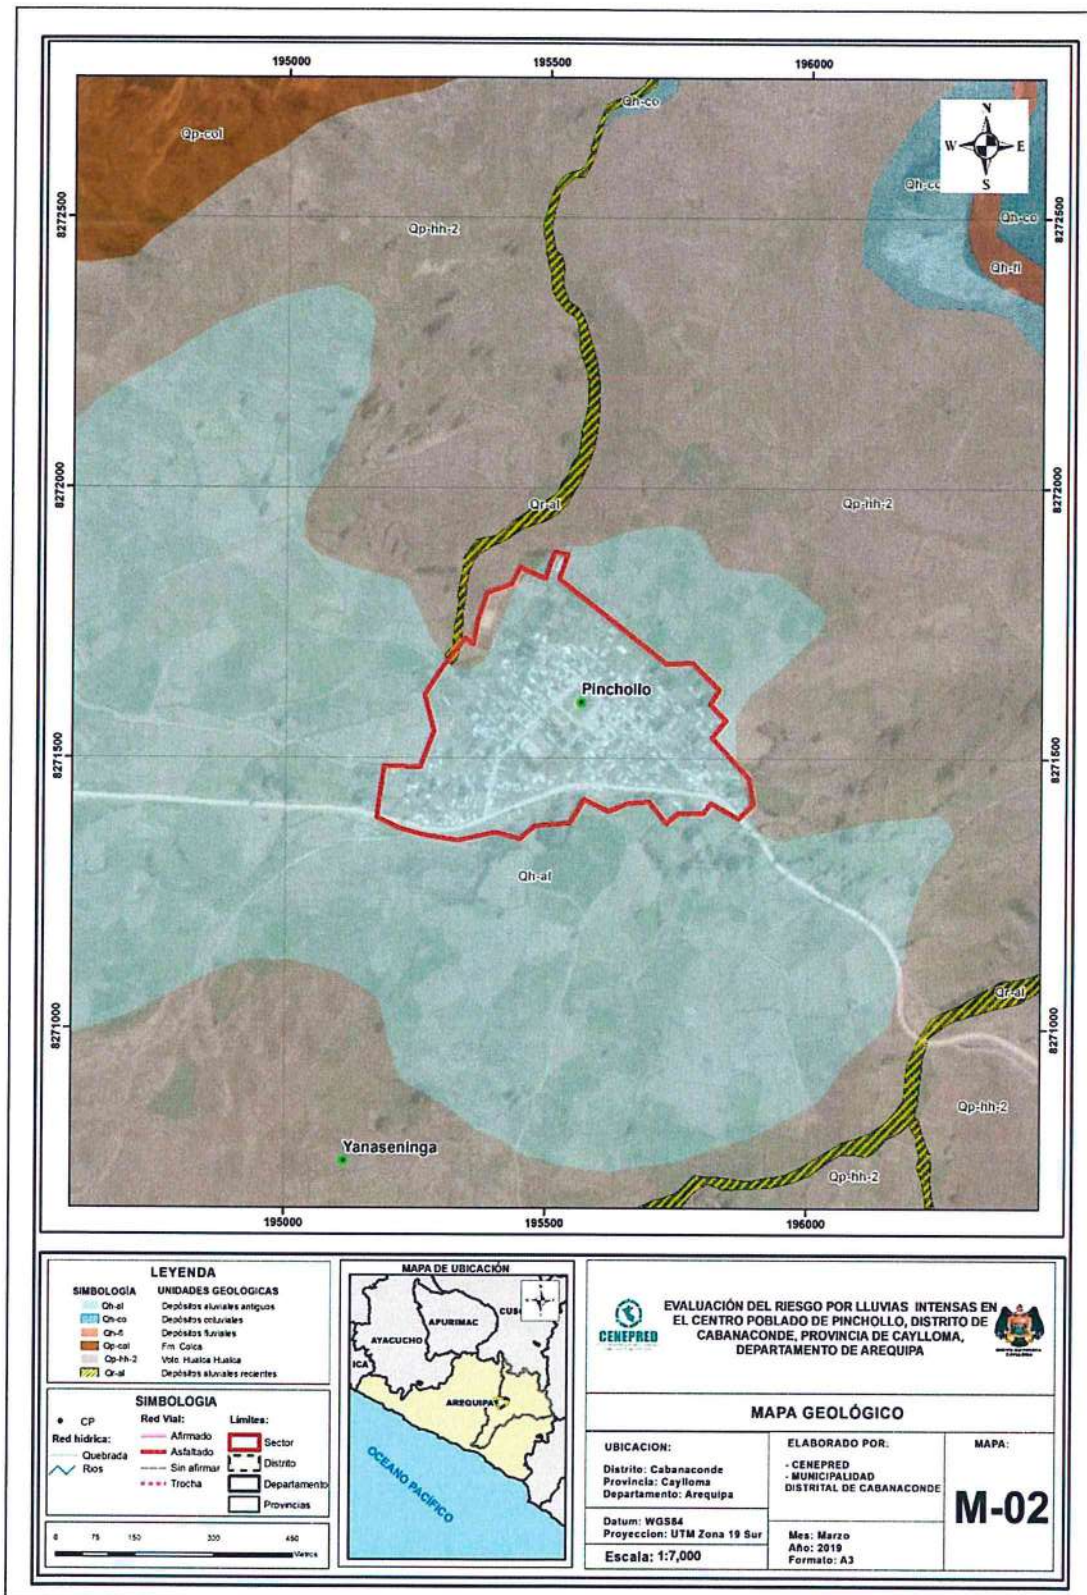 195000
195500
196000
Qh-co
Qp-col
N
W
E
S
Qh-co
8272500
8272500
Qh-co
Qp-hh-2
Qh-fl
8272000
8272000
Qr-al
Qp-hh-2
Pinchollo
8271500
8271500
Qh-al
Qr-al
8271000
8271000
Qp-hh-2
Yanaseninga
Qp-hh-2
195000
195500
196000
LEYENDA
SIMBOLOGÍA UNIDADES GEOLÓGICAS
Qh-al Depósitos aluviales antiguos
Qh-co Depósitos coluviales
Qh-fl Depósitos fluviales
Qp-col Fm. Colca
Qp-hh-2 Volc. Hualca Hualca
Qr-al Depósitos aluviales recientes
SIMBOLOGIA
CP
Red hídrica:
Quebrada
Rios
Red Vial:
Afirmado
Asfaltado
Sin afirmar
Trocha
Límites:
Sector
Distrito
Departamento
Provincias
0 75 150 300 450
Metros
MAPA DE UBICACIÓN
CUSCO
APURIMAC
AYACUCHO
ICA
AREQUIPA
OCEANO PACÍFICO
CENEPRED
EVALUACIÓN DEL RIESGO POR LLUVIAS INTENSAS EN
EL CENTRO POBLADO DE PINCHOLLO, DISTRITO DE
CABANACONDE, PROVINCIA DE CAYLLOMA,
DEPARTAMENTO DE AREQUIPA
MAPA GEOLÓGICO
UBICACION:
Distrito: Cabanaconde
Provincia: Caylloma
Departamento: Arequipa
Datum: WGS84
Proyeccion: UTM Zona 19 Sur
Escala: 1:7,000
ELABORADO POR:
- CENEPRED
- MUNICIPALIDAD
DISTRITAL DE CABANACONDE
Mes: Marzo
Año: 2019
Formato: A3
MAPA:
M-02